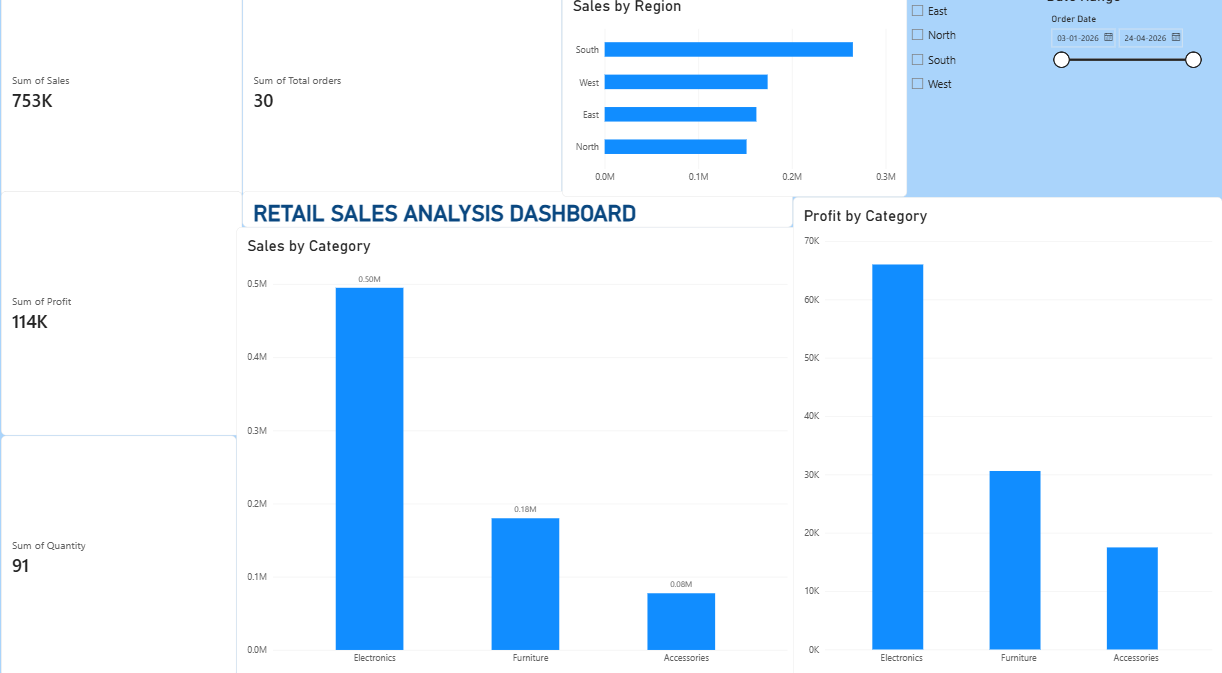 Sum of Sales
753K
Sum of Total orders
30
Sales by Region
South
West
East
North
0.0M 0.1M 0.2M 0.3M
East
North
South
West
Order Date
03-01-2026 24-04-2026
RETAIL SALES ANALYSIS DASHBOARD
Sum of Profit
114K
Sum of Quantity
91
Sales by Category
0.5M
0.4M
0.3M
0.2M
0.1M
0.0M
0.50M
0.18M
0.08M
Electronics Furniture Accessories
Profit by Category
70K
60K
50K
40K
30K
20K
10K
0K
Electronics Furniture Accessories